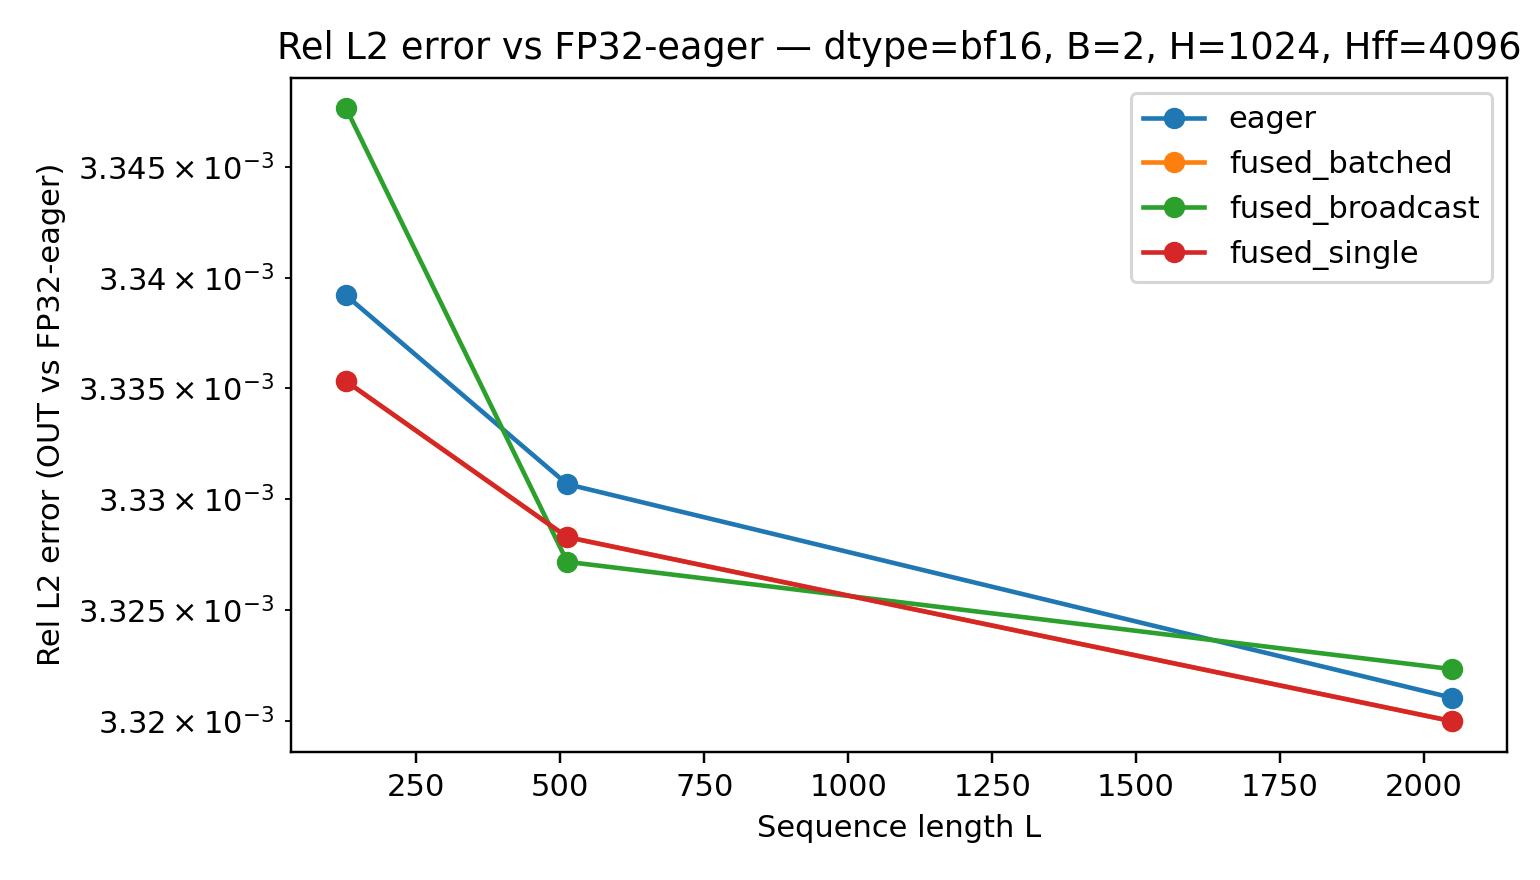 Rel L2 error vs FP32-eager — dtype=bf16, B=2, H=1024, Hff=4096
Rel L2 error (OUT vs FP32-eager)
3.345 × 10⁻³
3.34 × 10⁻³
3.335 × 10⁻³
3.33 × 10⁻³
3.325 × 10⁻³
3.32 × 10⁻³
eager
fused_batched
fused_broadcast
fused_single
250 500 750 1000 1250 1500 1750 2000
Sequence length L